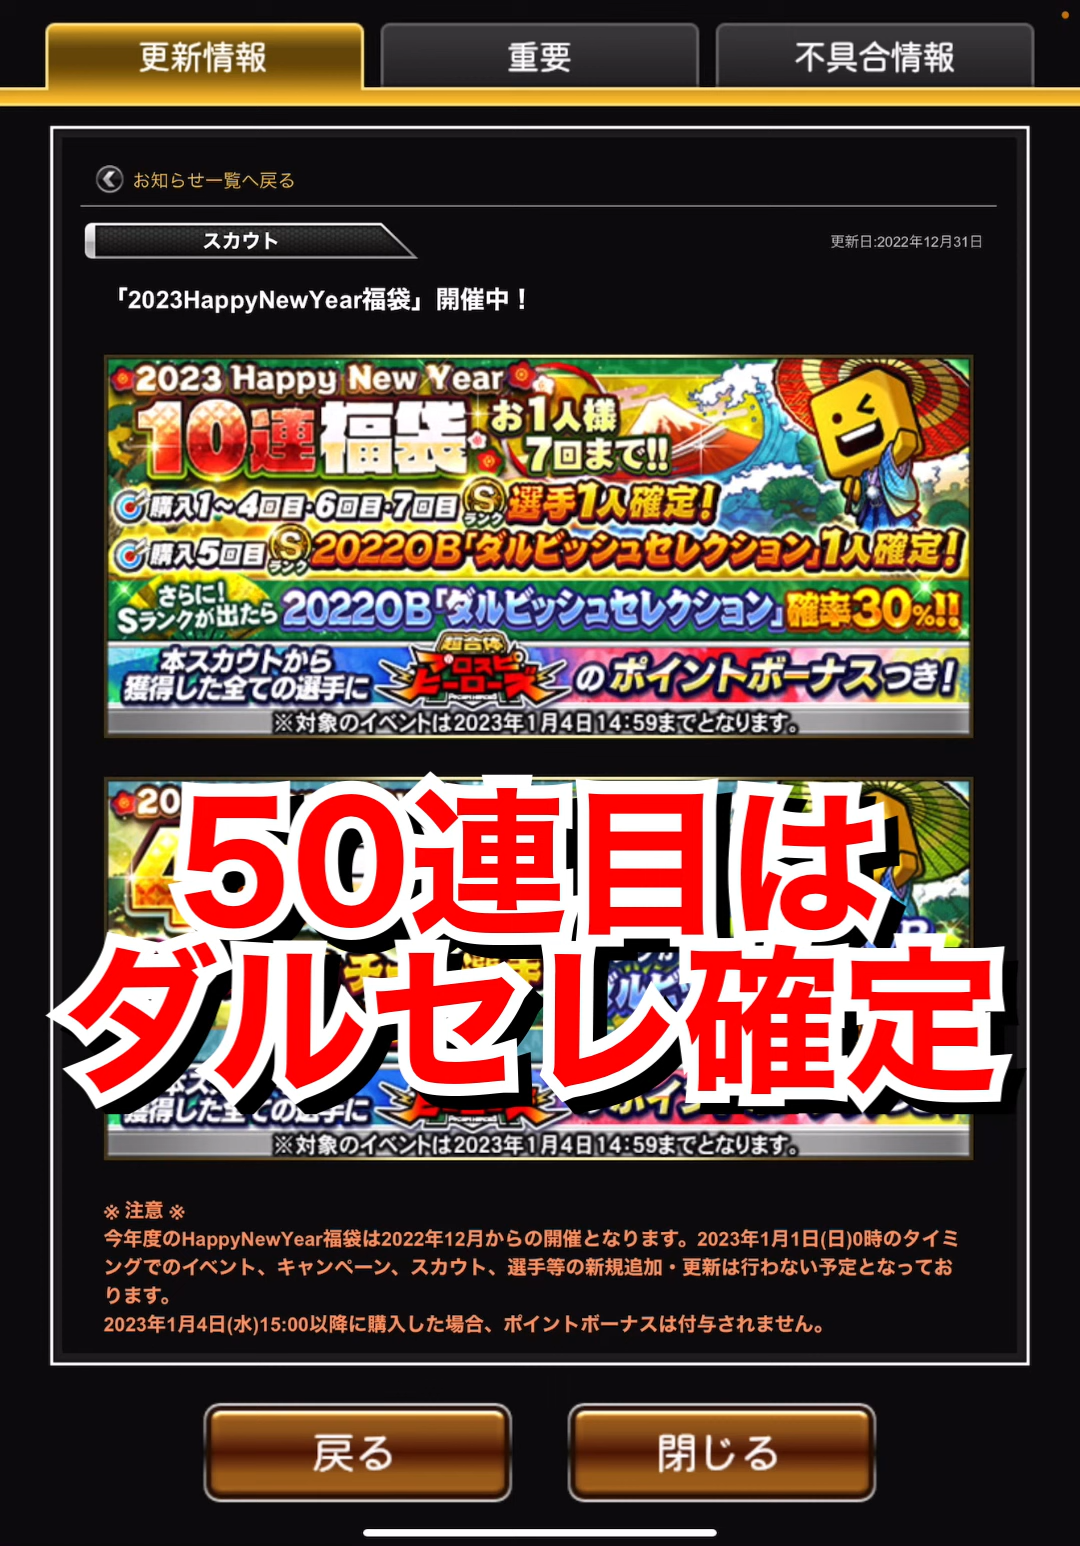 更新情報
重要
不具合情報
お知らせ一覧へ戻る
スカウト
更新日:2022年12月31日
「2023HappyNewYear福袋」開催中！
2023 Happy New Year
10連福袋
お1人様
7回まで!!
購入1～4回目・6回目・7回目 Sランク 選手1人確定!
購入5回目 Sランク 2022OB「ダルビッシュセレクション」1人確定!
さらに!
Sランクが出たら 2022OB「ダルビッシュセレクション」確率30%!!
本スカウトから
獲得した全ての選手に
超合体
プロスピ
ヒーローズ
のポイントボーナスつき!
※対象のイベントは2023年1月4日14:59までとなります。
50連目は
ダルセレ確定
獲得した全ての選手に
※対象のイベントは2023年1月4日14:59までとなります。
※ 注意 ※
今年度のHappyNewYear福袋は2022年12月からの開催となります。2023年1月1日(日)0時のタイミ
ングでのイベント、キャンペーン、スカウト、選手等の新規追加・更新は行わない予定となってお
ります。
2023年1月4日(水)15:00以降に購入した場合、ポイントボーナスは付与されません。
戻る
閉じる